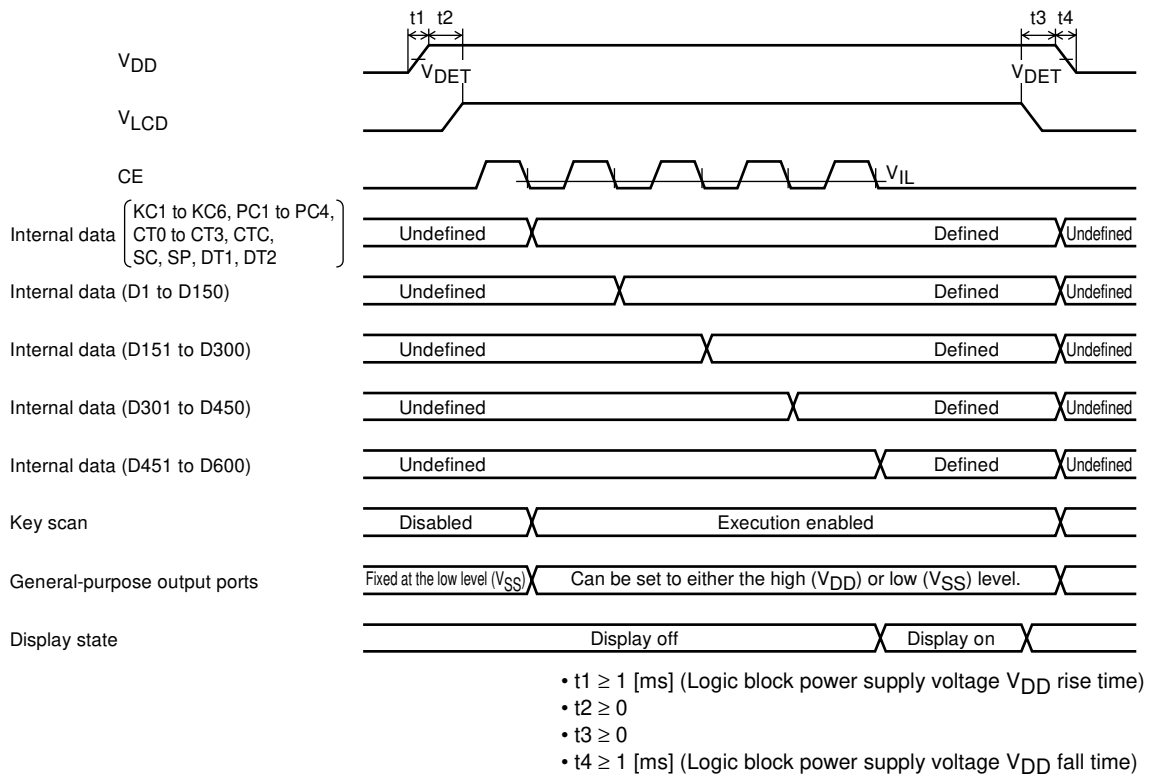 t1 t2 t3 t4
VDD
VDET VDET
VLCD
CE
VIL
Internal data KC1 to KC6, PC1 to PC4,
CT0 to CT3, CTC,
SC, SP, DT1, DT2
Undefined Defined Undefined
Internal data (D1 to D150) Undefined Defined Undefined
Internal data (D151 to D300) Undefined Defined Undefined
Internal data (D301 to D450) Undefined Defined Undefined
Internal data (D451 to D600) Undefined Defined Undefined
Key scan Disabled Execution enabled
General-purpose output ports Fixed at the low level (VSS) Can be set to either the high (VDD) or low (VSS) level.
Display state Display off Display on
• t1 ≥ 1 [ms] (Logic block power supply voltage VDD rise time)
• t2 ≥ 0
• t3 ≥ 0
• t4 ≥ 1 [ms] (Logic block power supply voltage VDD fall time)